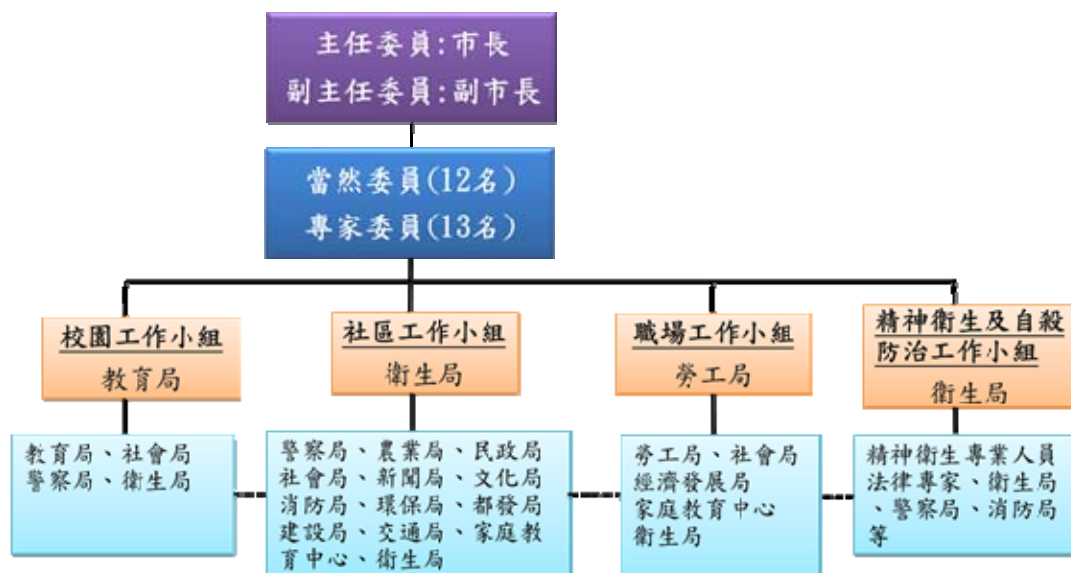 主任委員:市長
副主任委員:副市長
當然委員(12名)
專家委員(13名)
校園工作小組
教育局
社區工作小組
衛生局
職場工作小組
勞工局
精神衛生及自殺
防治工作小組
衛生局
教育局、社會局
警察局、衛生局
警察局、農業局、民政局
社會局、新聞局、文化局
消防局、環保局、都發局
建設局、交通局、家庭教
育中心、衛生局
勞工局、社會局
經濟發展局
家庭教育中心
衛生局
精神衛生專業人員
法律專家、衛生局
、警察局、消防局
等